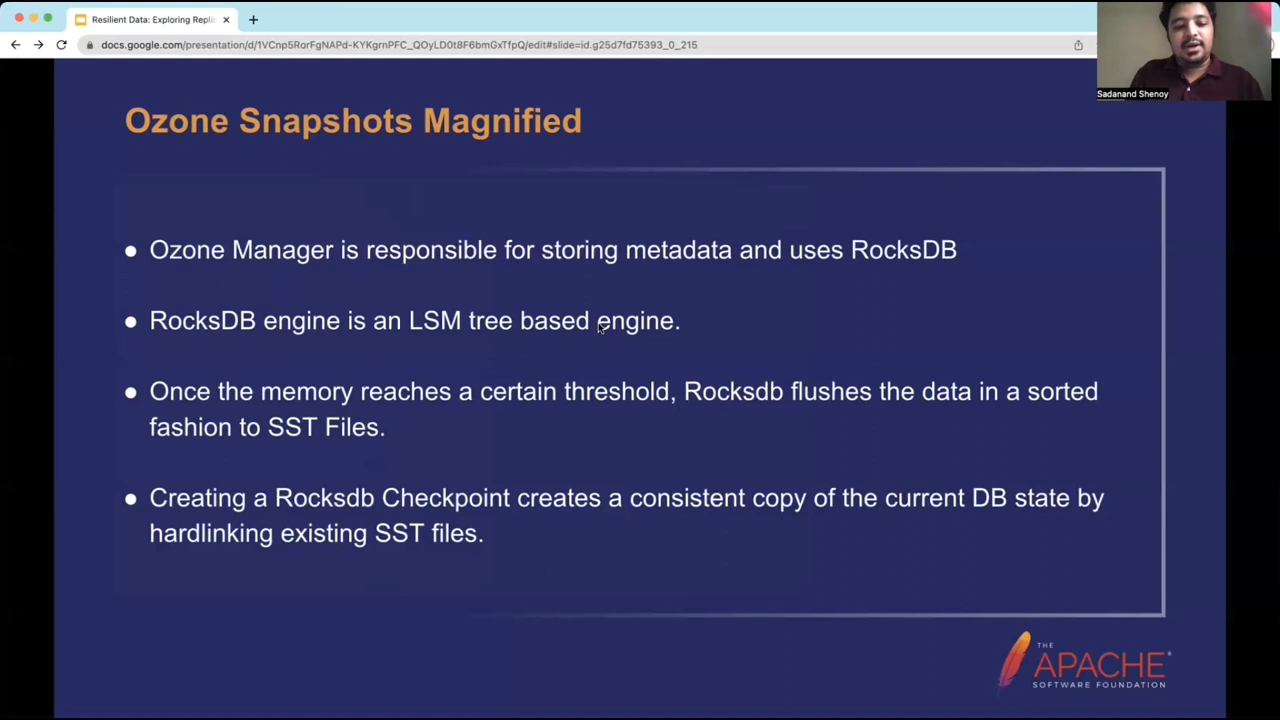 Resilient Data: Exploring Repli
docs.google.com/presentation/d/1VCnp5RorFgNAPd-KYKgrnPFC_QOyLD0t8F6bmGxTfpQ/edit#slide=id.g25d7fd75393_0_215
Sadanand Shenoy
Ozone Snapshots Magnified
● Ozone Manager is responsible for storing metadata and uses RocksDB
● RocksDB engine is an LSM tree based engine.
● Once the memory reaches a certain threshold, Rocksdb flushes the data in a sorted
fashion to SST Files.
● Creating a Rocksdb Checkpoint creates a consistent copy of the current DB state by
hardlinking existing SST files.
THE
APACHE®
SOFTWARE FOUNDATION